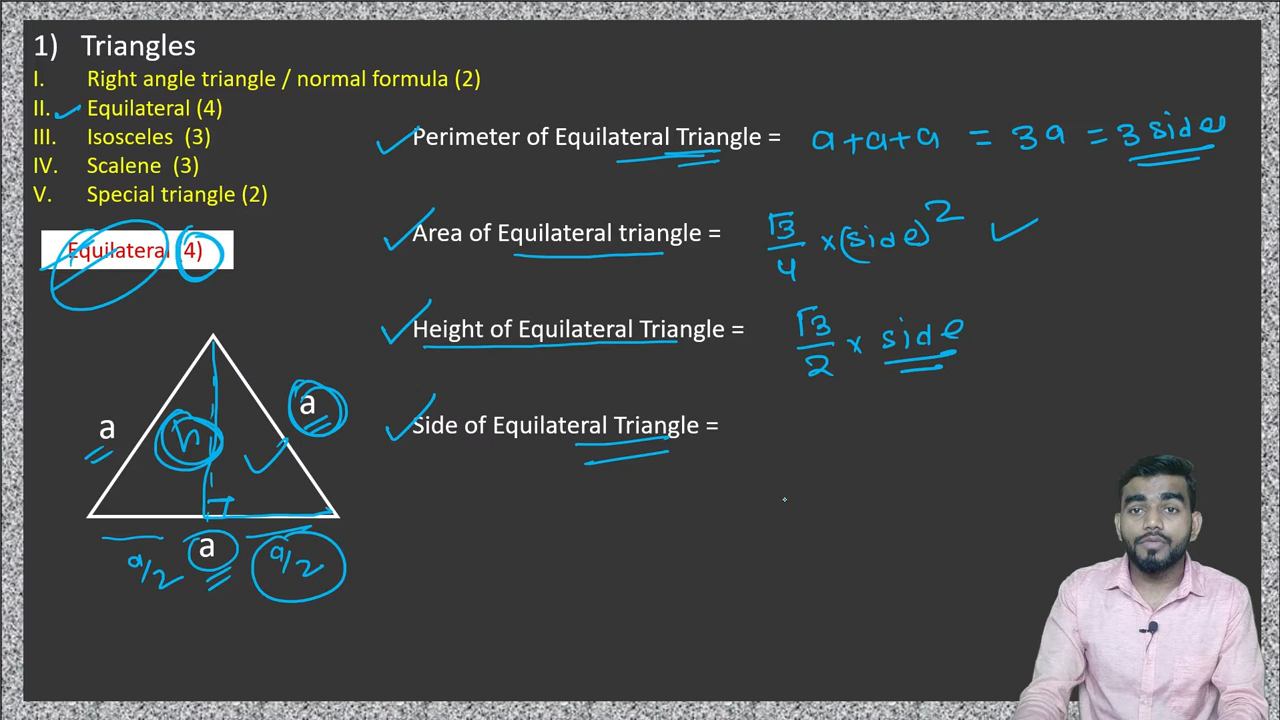 1) Triangles
I. Right angle triangle / normal formula (2)
II. Equilateral (4)
III. Isosceles (3)
IV. Scalene (3)
V. Special triangle (2)
Equilateral (4)
Perimeter of Equilateral Triangle = a+a+a = 3a = 3 side
Area of Equilateral triangle = √3/4 × (side)²
Height of Equilateral Triangle = √3/2 × side
Side of Equilateral Triangle =
a
h
a
a/2
a
a/2